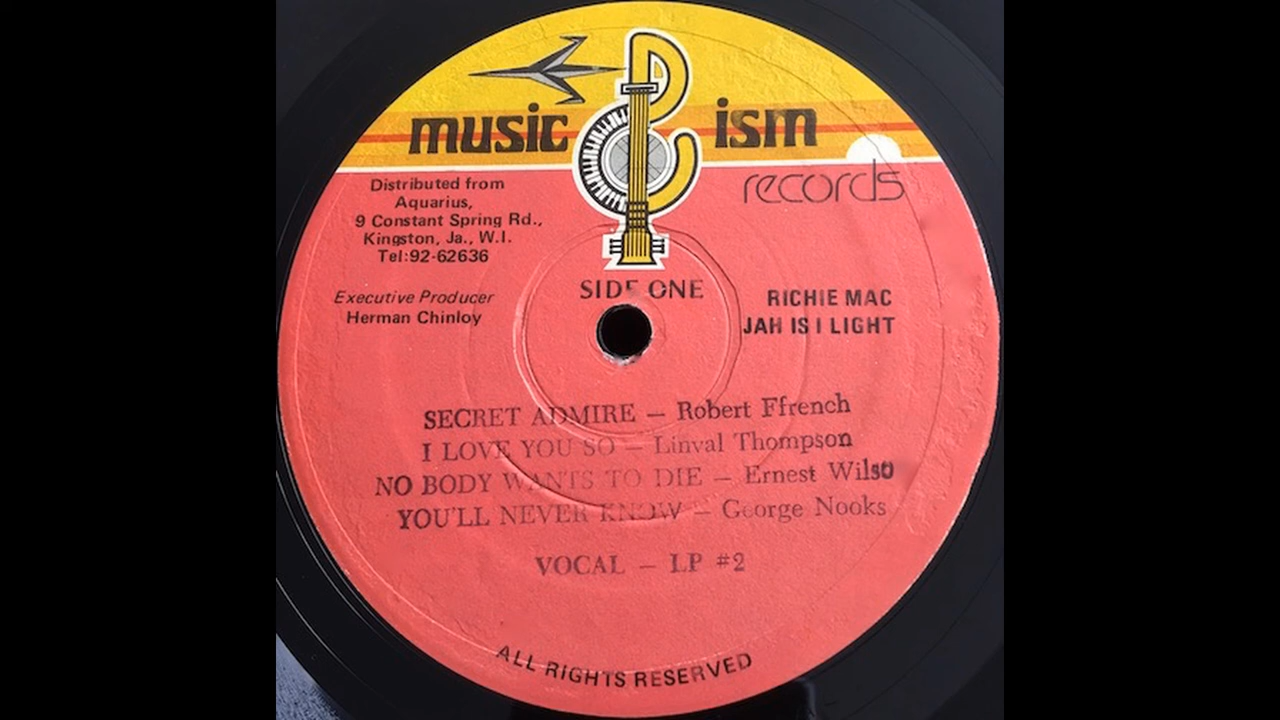 music ism
records
Distributed from
Aquarius,
9 Constant Spring Rd.,
Kingston, Ja., W.I.
Tel:92-62636
Executive Producer
Herman Chinloy
SIDE ONE
RICHIE MAC
JAH IS I LIGHT
SECRET ADMIRE — Robert Ffrench
I LOVE YOU SO — Linval Thompson
NO BODY WANTS TO DIE — Ernest Wilso
YOU'LL NEVER KNOW — George Nooks
VOCAL — LP #2
ALL RIGHTS RESERVED